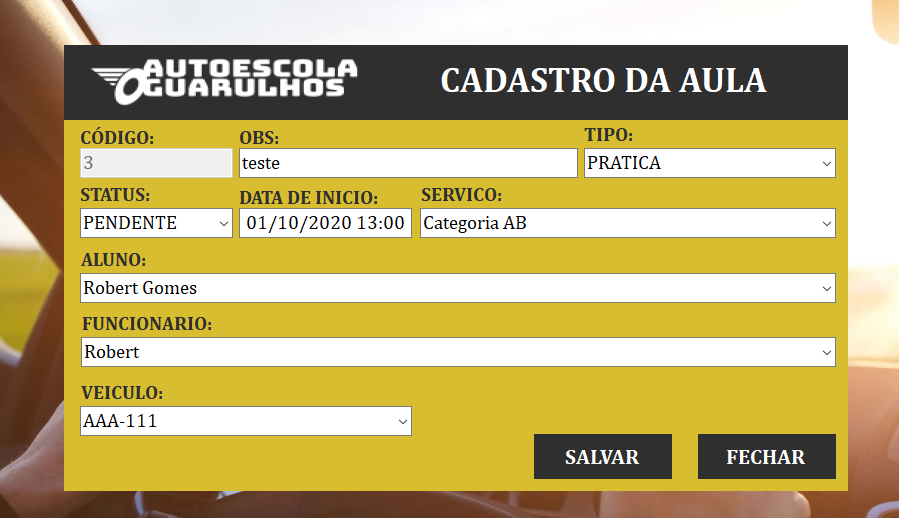 AUTOESCOLA
GUARULHOS
CADASTRO DA AULA
CÓDIGO: OBS: TIPO:
3 teste PRATICA
STATUS: DATA DE INICIO: SERVICO:
PENDENTE 01/10/2020 13:00 Categoria AB
ALUNO:
Robert Gomes
FUNCIONARIO:
Robert
VEICULO:
AAA-111
SALVAR FECHAR